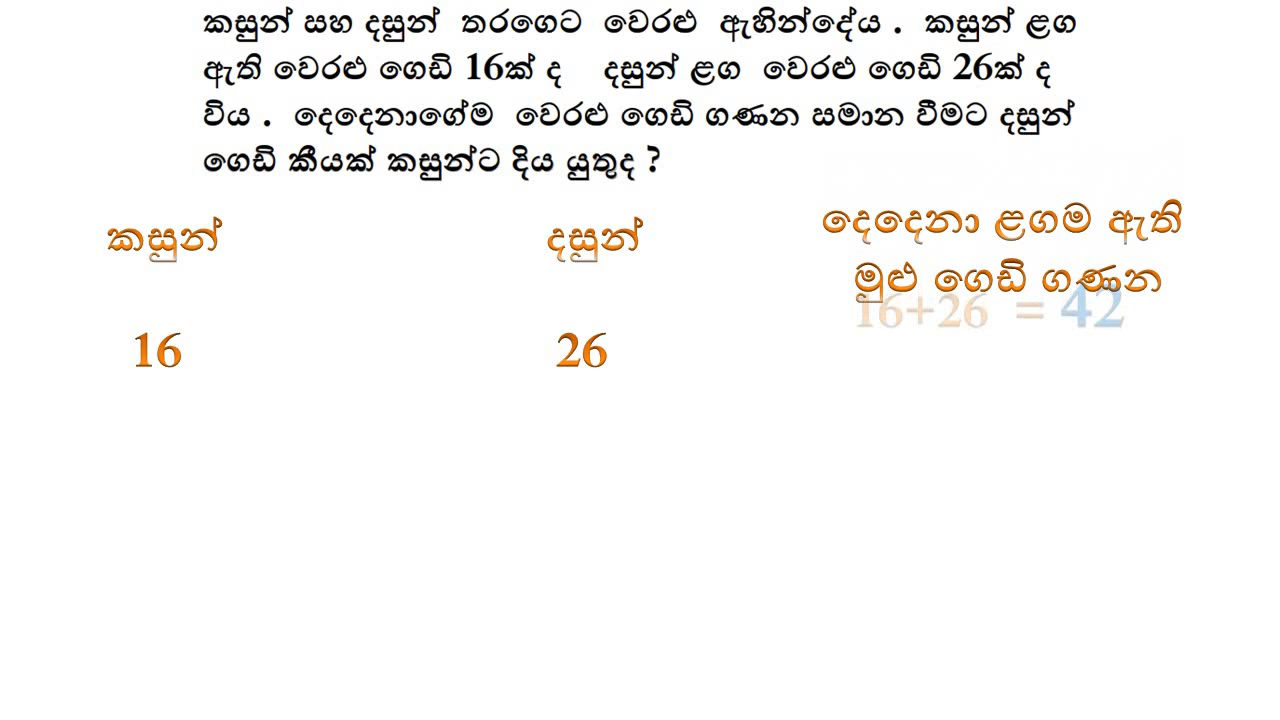 කසුන් සහ දසුන් තරගෙට වෙරළු ඇහින්දේය . කසුන් ළග
ඇති වෙරළු ගෙඩි 16ක් ද දසුන් ළග වෙරළු ගෙඩි 26ක් ද
විය . දෙදෙනාගේම වෙරළු ගෙඩි ගණන සමාන වීමට දසුන්
ගෙඩි කීයක් කසුන්ට දිය යුතුද ?
කසුන්
දසුන්
දෙදෙනා ළගම ඇති
මුළු ගෙඩි ගණන
16+26 = 42
16
26